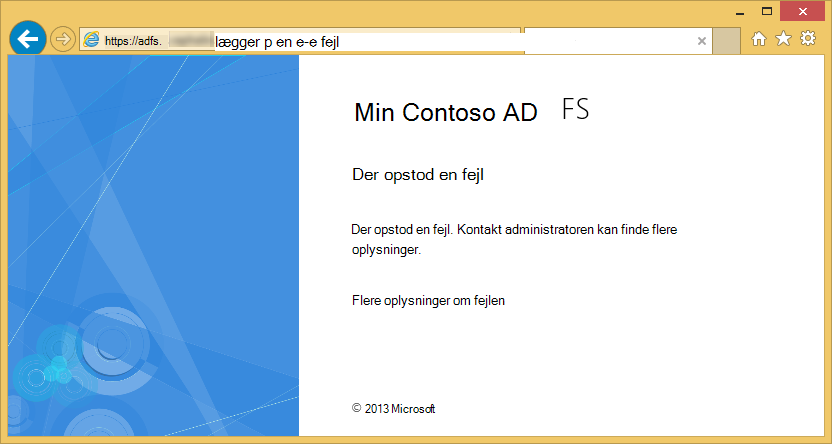 https://adfs. lægger p en e-e fejl
Min Contoso AD FS
Der opstod en fejl
Der opstod en fejl. Kontakt administratoren kan finde flere
oplysninger.
Flere oplysninger om fejlen
© 2013 Microsoft